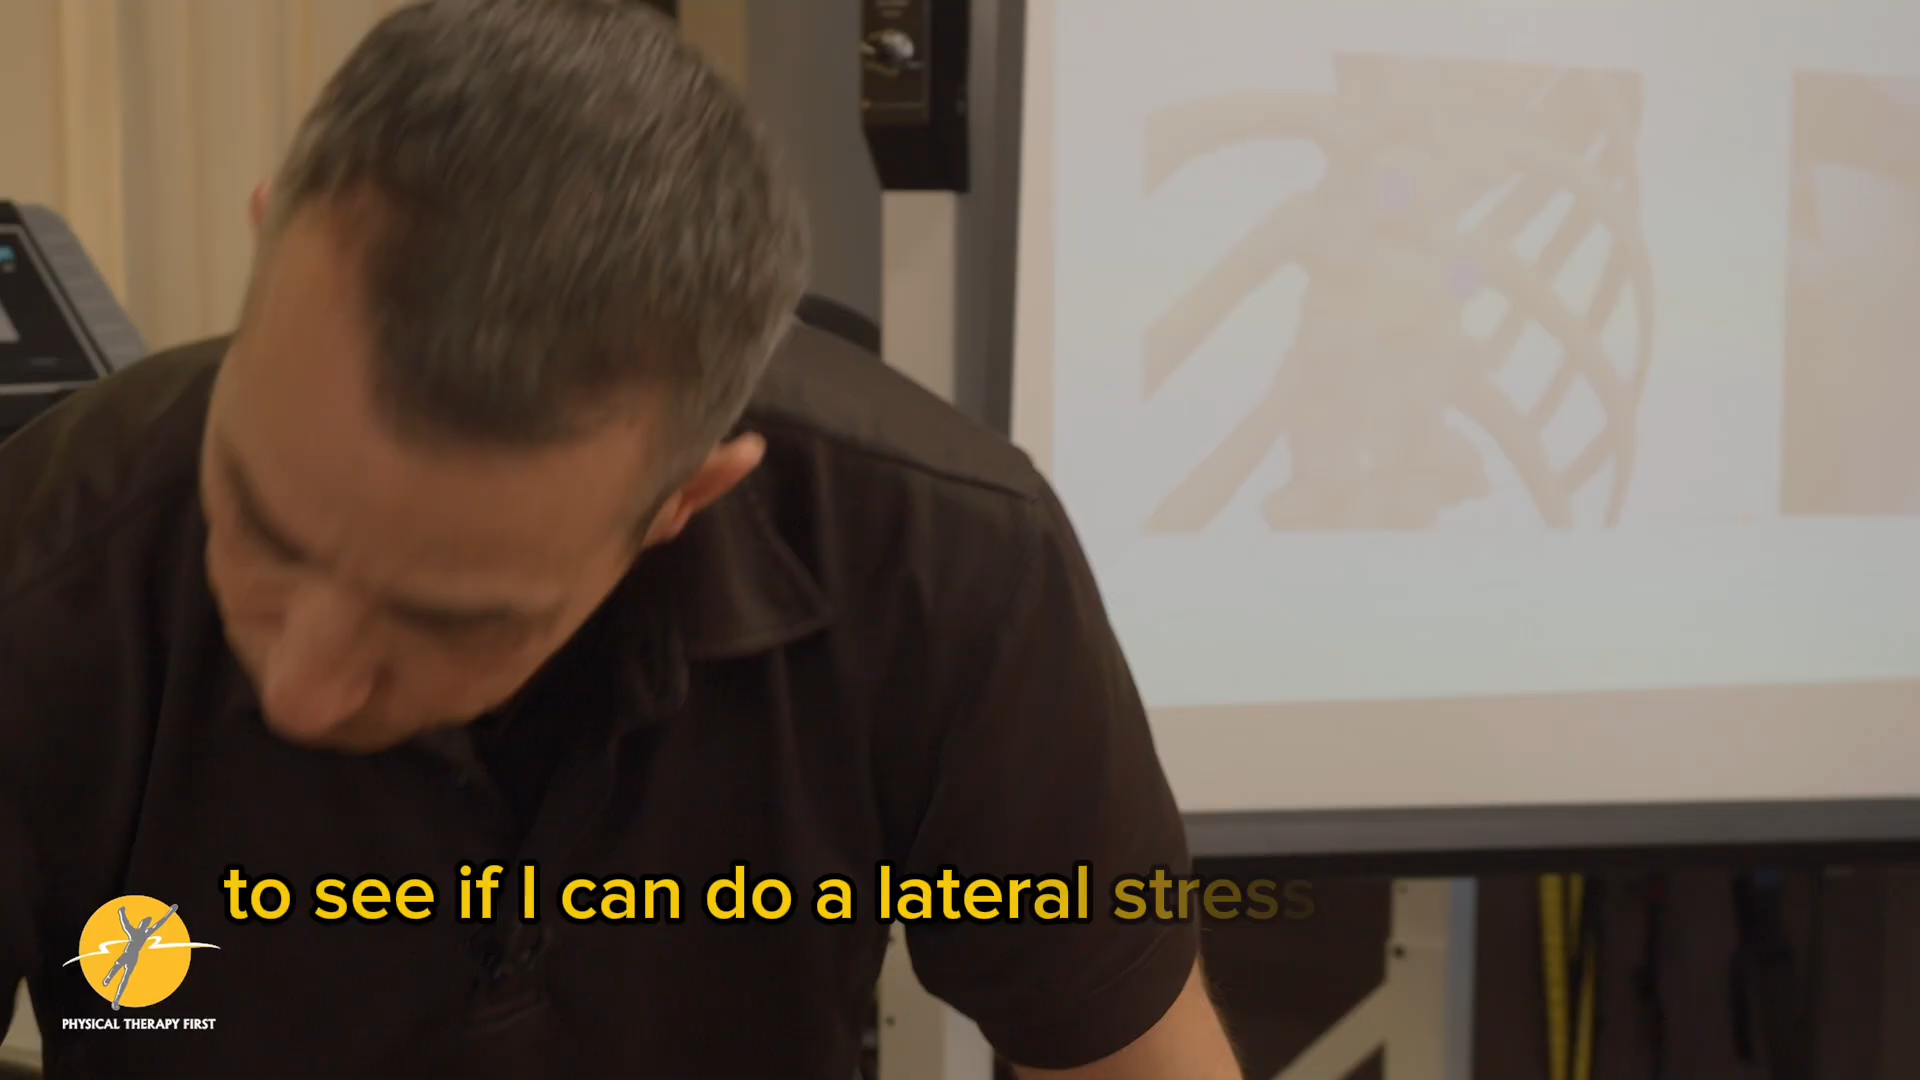 to see if I can do a lateral stress
PHYSICAL THERAPY FIRST